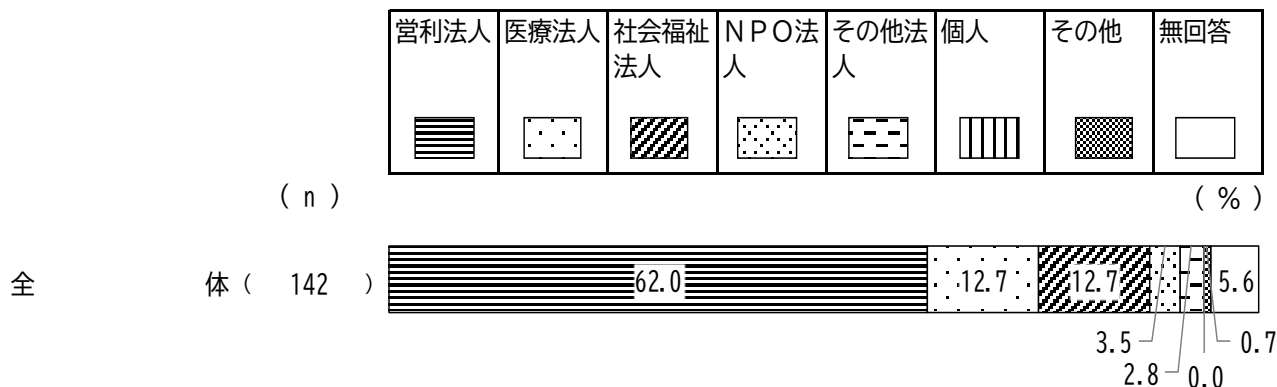 営利法人 医療法人 社会福祉法人 ＮＰＯ法人 その他法人 個人 その他 無回答
( n ) ( % )
全 体 ( 142 ) 62.0 12.7 12.7 5.6
3.5 0.7
2.8 0.0